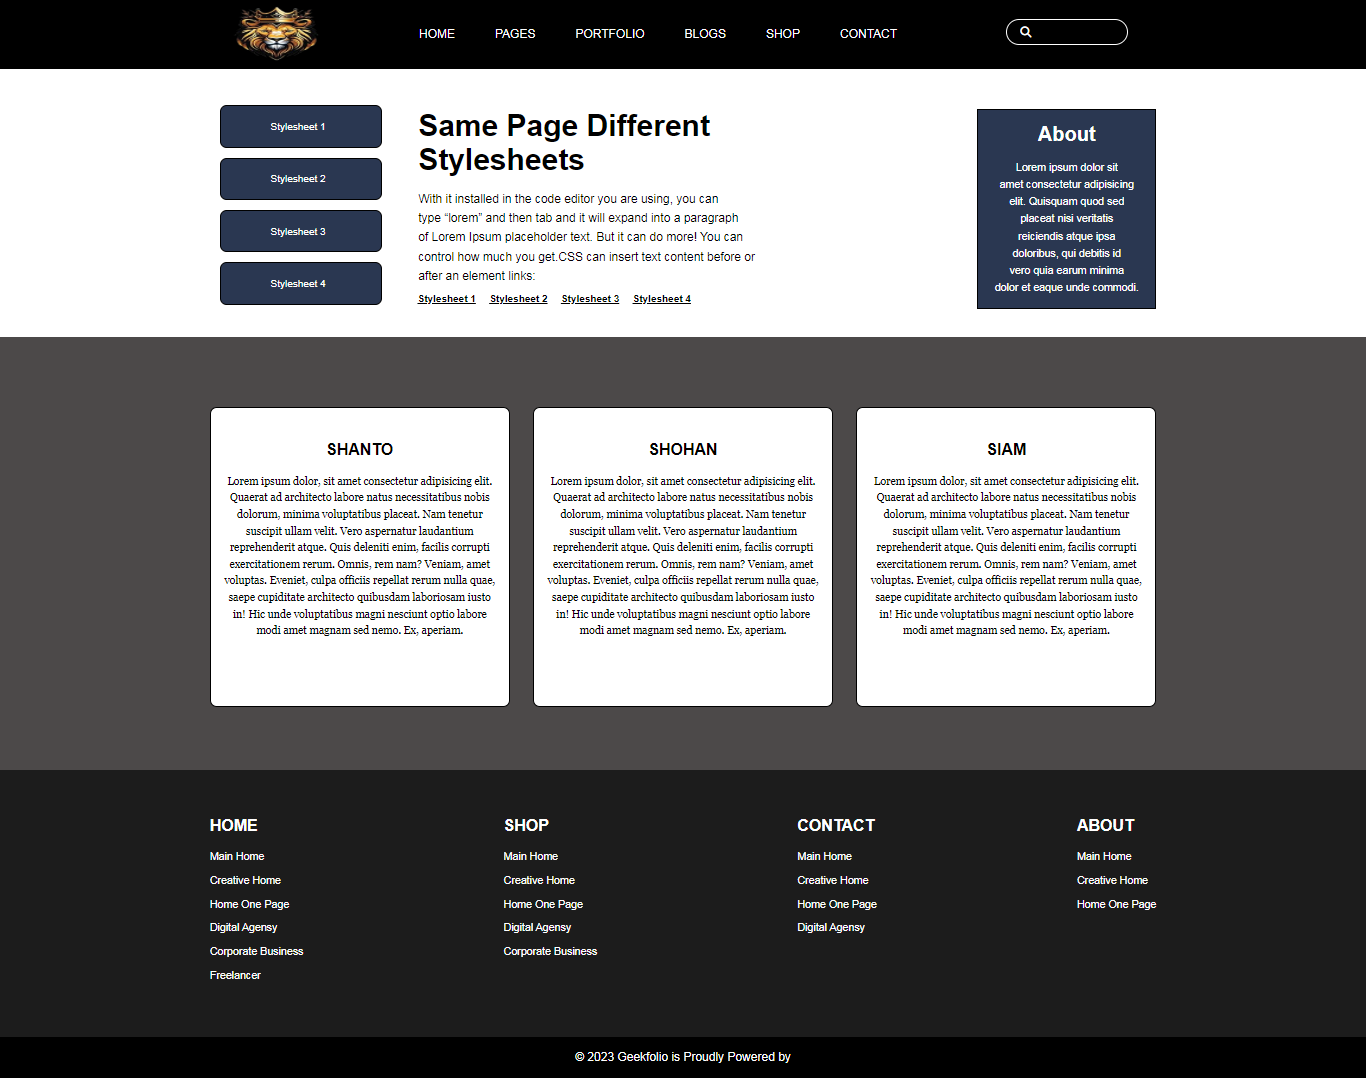 HOME PAGES PORTFOLIO BLOGS SHOP CONTACT
Stylesheet 1
Stylesheet 2
Stylesheet 3
Stylesheet 4
Same Page Different
Stylesheets
With it installed in the code editor you are using, you can
type “lorem” and then tab and it will expand into a paragraph
of Lorem Ipsum placeholder text. But it can do more! You can
control how much you get.CSS can insert text content before or
after an element links:
Stylesheet 1 Stylesheet 2 Stylesheet 3 Stylesheet 4
About
Lorem ipsum dolor sit
amet consectetur adipisicing
elit. Quisquam quod sed
placeat nisi veritatis
reiciendis atque ipsa
doloribus, qui debitis id
vero quia earum minima
dolor et eaque unde commodi.
SHANTO
Lorem ipsum dolor, sit amet consectetur adipisicing elit.
Quaerat ad architecto labore natus necessitatibus nobis
dolorum, minima voluptatibus placeat. Nam tenetur
suscipit ullam velit. Vero aspernatur laudantium
reprehenderit atque. Quis deleniti enim, facilis corrupti
exercitationem rerum. Omnis, rem nam? Veniam, amet
voluptas. Eveniet, culpa officiis repellat rerum nulla quae,
saepe cupiditate architecto quibusdam laboriosam iusto
in! Hic unde voluptatibus magni nesciunt optio labore
modi amet magnam sed nemo. Ex, aperiam.
SHOHAN
Lorem ipsum dolor, sit amet consectetur adipisicing elit.
Quaerat ad architecto labore natus necessitatibus nobis
dolorum, minima voluptatibus placeat. Nam tenetur
suscipit ullam velit. Vero aspernatur laudantium
reprehenderit atque. Quis deleniti enim, facilis corrupti
exercitationem rerum. Omnis, rem nam? Veniam, amet
voluptas. Eveniet, culpa officiis repellat rerum nulla quae,
saepe cupiditate architecto quibusdam laboriosam iusto
in! Hic unde voluptatibus magni nesciunt optio labore
modi amet magnam sed nemo. Ex, aperiam.
SIAM
Lorem ipsum dolor, sit amet consectetur adipisicing elit.
Quaerat ad architecto labore natus necessitatibus nobis
dolorum, minima voluptatibus placeat. Nam tenetur
suscipit ullam velit. Vero aspernatur laudantium
reprehenderit atque. Quis deleniti enim, facilis corrupti
exercitationem rerum. Omnis, rem nam? Veniam, amet
voluptas. Eveniet, culpa officiis repellat rerum nulla quae,
saepe cupiditate architecto quibusdam laboriosam iusto
in! Hic unde voluptatibus magni nesciunt optio labore
modi amet magnam sed nemo. Ex, aperiam.
HOME
Main Home
Creative Home
Home One Page
Digital Agensy
Corporate Business
Freelancer
SHOP
Main Home
Creative Home
Home One Page
Digital Agensy
Corporate Business
CONTACT
Main Home
Creative Home
Home One Page
Digital Agensy
ABOUT
Main Home
Creative Home
Home One Page
© 2023 Geekfolio is Proudly Powered by